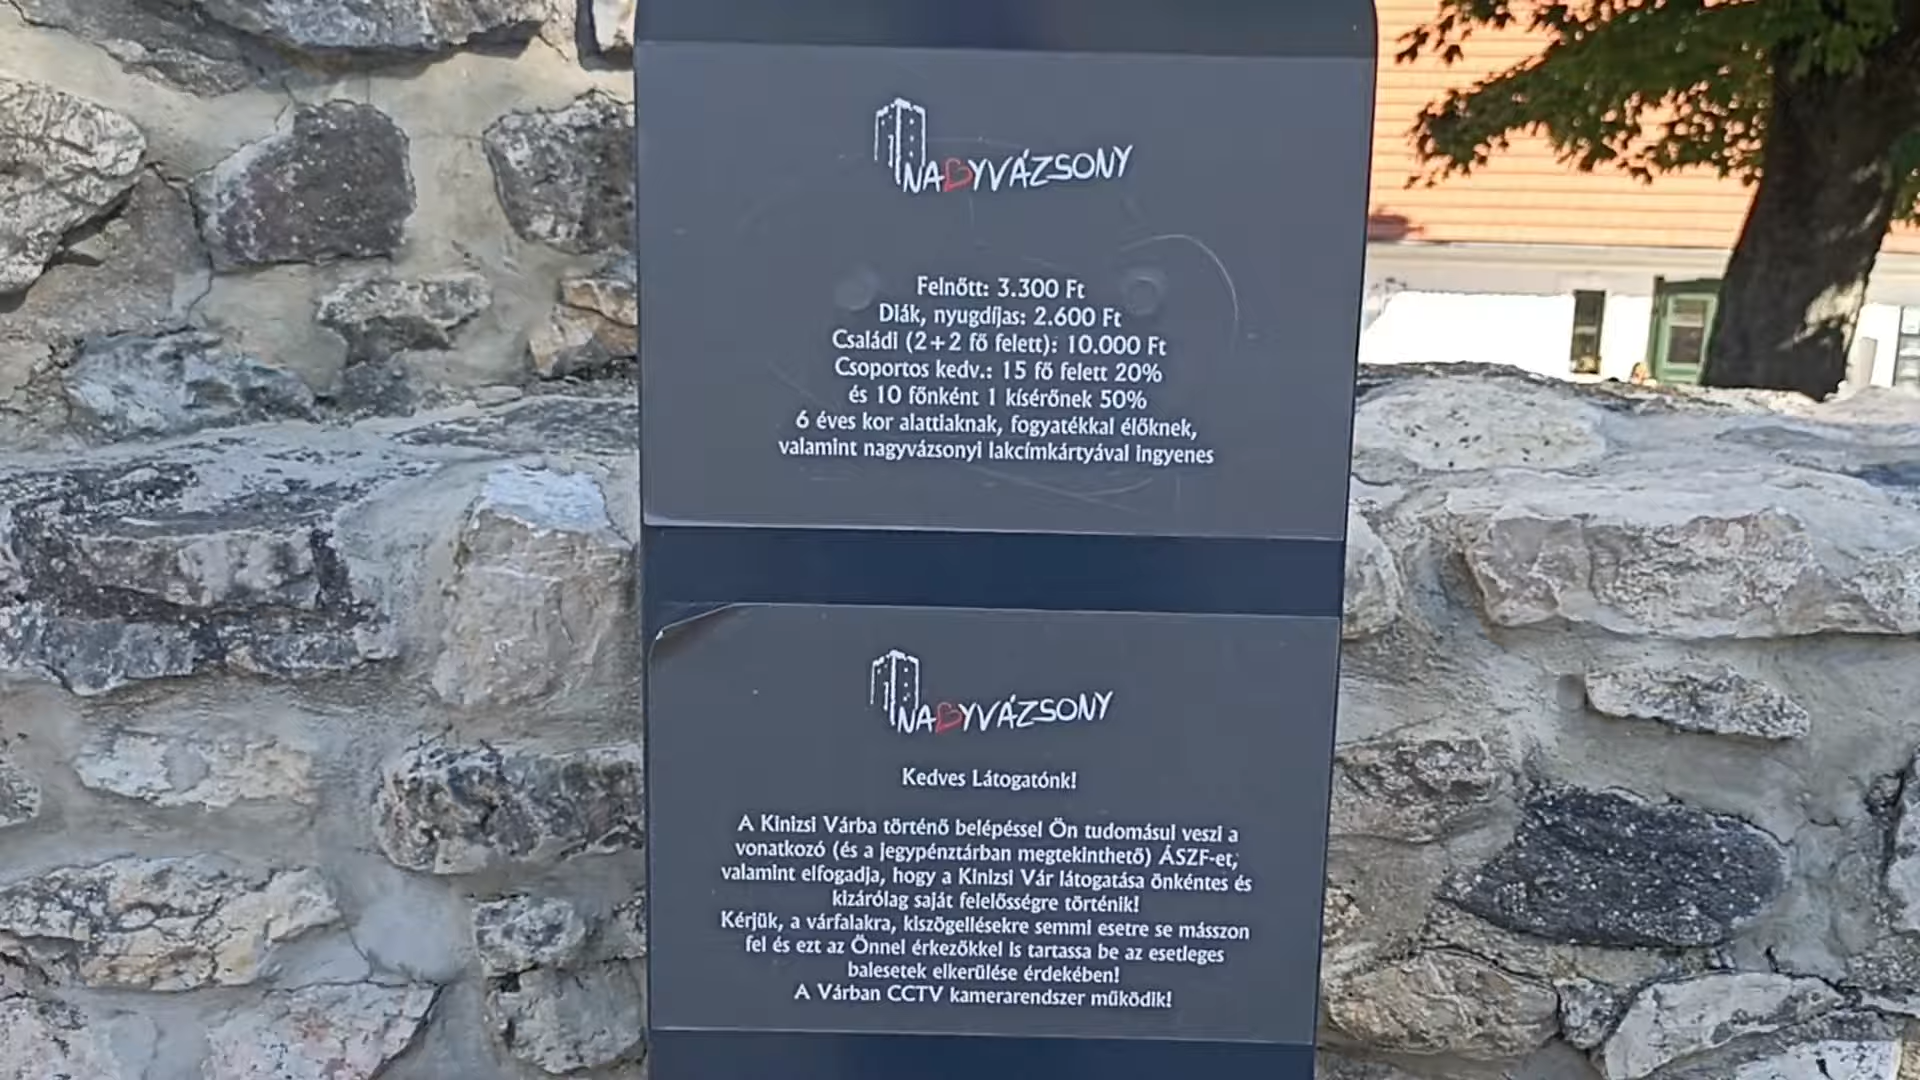 NAGYVÁZSONY
Felnőtt: 3.300 Ft
Diák, nyugdíjas: 2.600 Ft
Családi (2+2 fő felett): 10.000 Ft
Csoportos kedv.: 15 fő felett 20%
és 10 főnként 1 kísérőnek 50%
6 éves kor alattiaknak, fogyatékkal élőknek,
valamint nagyvázsonyi lakcímkártyával ingyenes
NAGYVÁZSONY
Kedves Látogatónk!
A Kinizsi Várba történő belépéssel Ön tudomásul veszi a
vonatkozó (és a jegypénztárban megtekinthető) ÁSZF-et,
valamint elfogadja, hogy a Kinizsi Vár látogatása önkéntes és
kizárólag saját felelősségre történik!
Kérjük, a várfalakra, kiszögellésekre semmi esetre se másszon
fel és ezt az Önnel érkezőkkel is tartassa be az esetleges
balesetek elkerülése érdekében!
A Várban CCTV kamerarendszer működik!